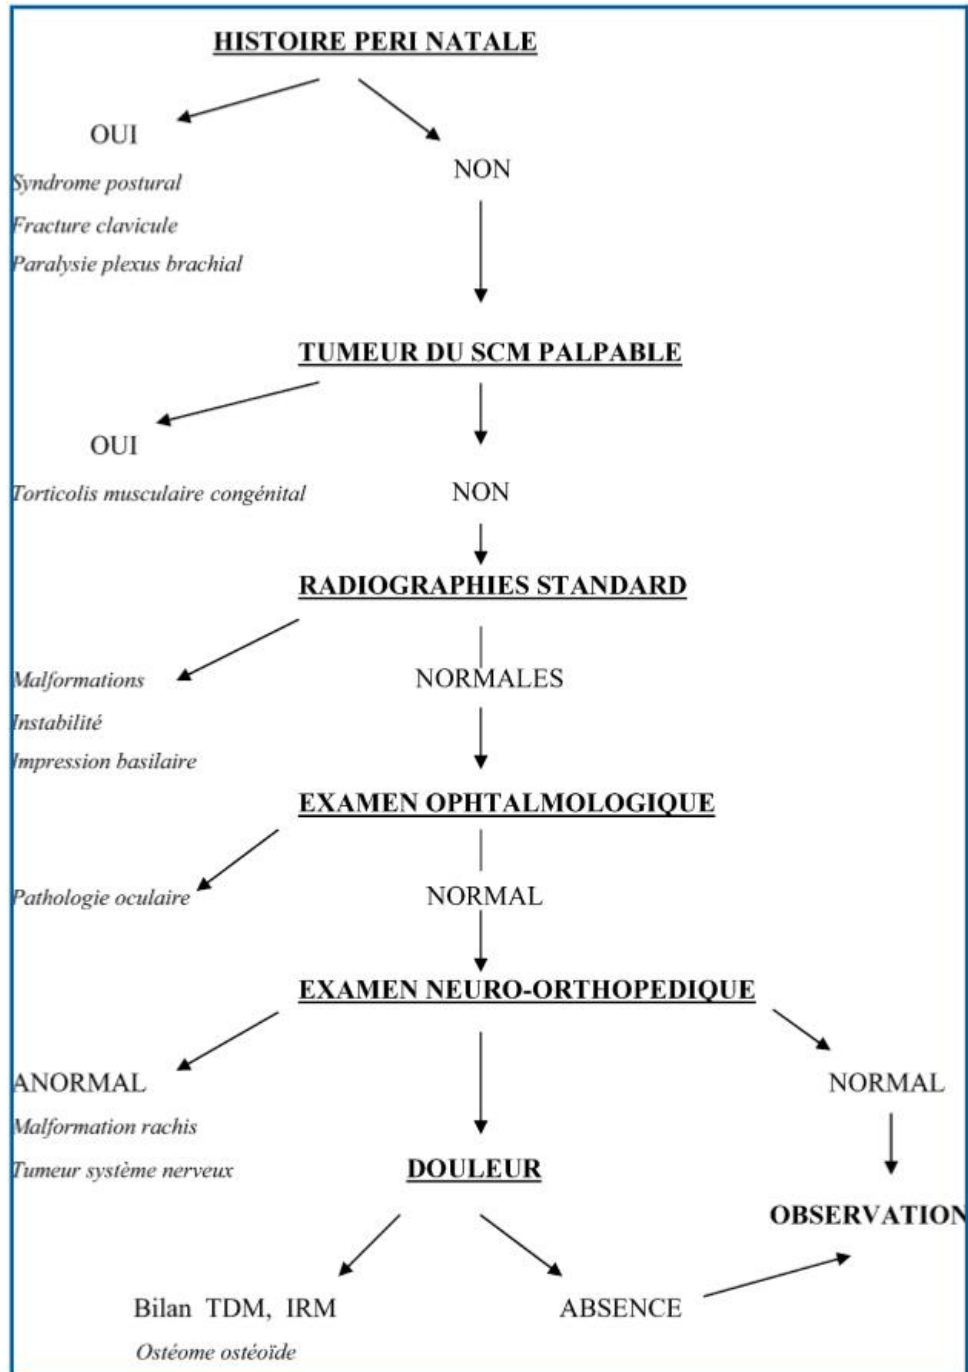 HISTOIRE PERI NATALE
OUI
NON
Syndrome postural
Fracture clavicule
Paralysie plexus brachial
TUMEUR DU SCM PALPABLE
OUI
Torticolis musculaire congénital
NON
RADIOGRAPHIES STANDARD
Malformations
NORMALES
Instabilité
Impression basilaire
EXAMEN OPHTALMOLOGIQUE
Pathologie oculaire
NORMAL
EXAMEN NEURO-ORTHOPEDIQUE
ANORMAL
NORMAL
Malformation rachis
Tumeur système nerveux
DOULEUR
OBSERVATION
Bilan TDM, IRM
ABSENCE
Ostéome ostéoïde